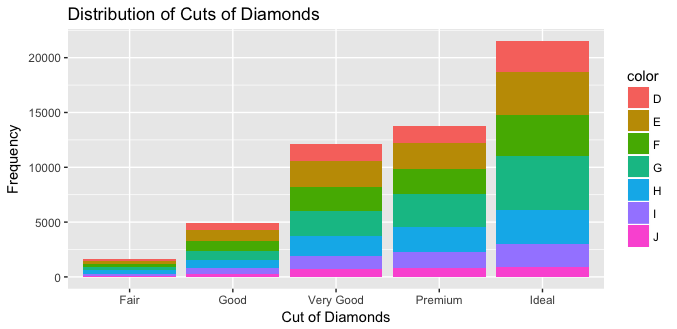 Distribution of Cuts of Diamonds
Frequency
20000
15000
10000
5000
0
Fair Good Very Good Premium Ideal
Cut of Diamonds
color
D
E
F
G
H
I
J